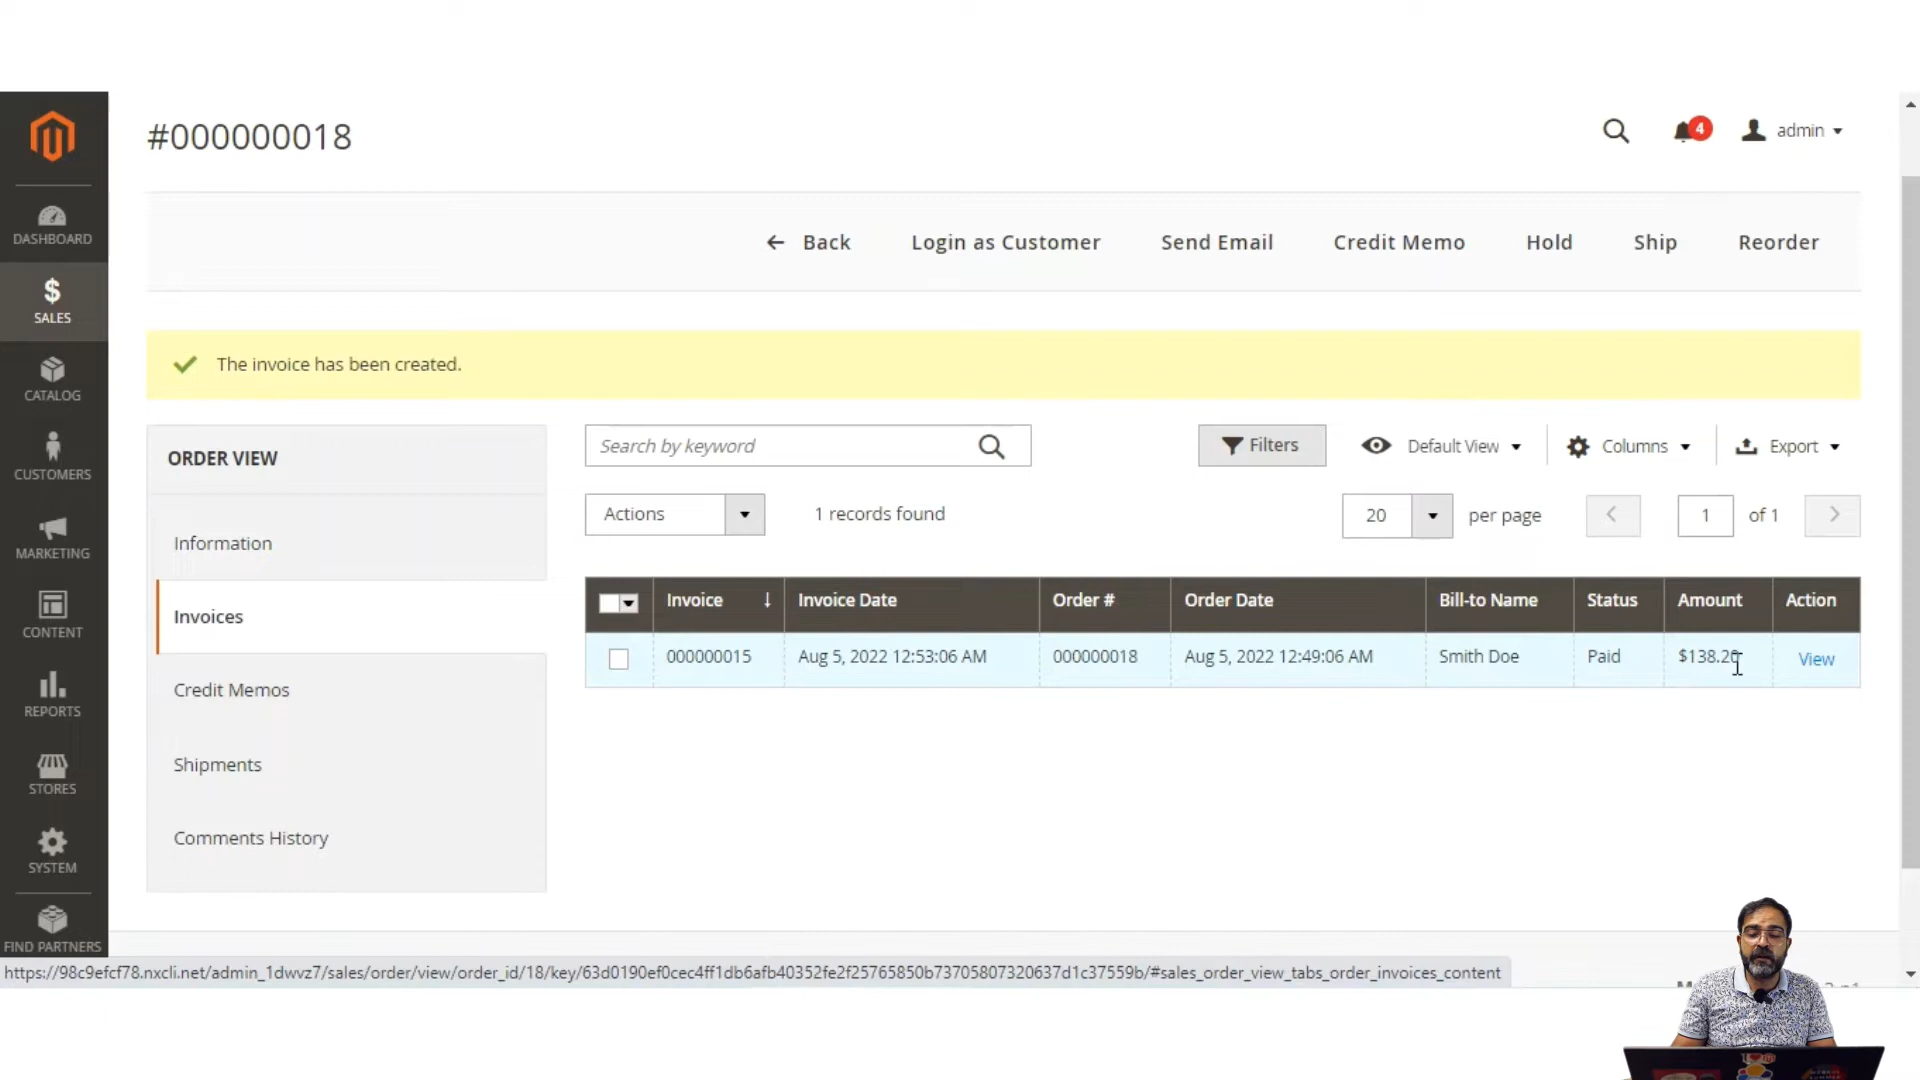 #000000018
4
admin
DASHBOARD
SALES
CATALOG
CUSTOMERS
MARKETING
CONTENT
REPORTS
STORES
SYSTEM
FIND PARTNERS
Back Login as Customer Send Email Credit Memo Hold Ship Reorder
The invoice has been created.
ORDER VIEW
Information
Invoices
Credit Memos
Shipments
Comments History
Search by keyword
Filters
Default View
Columns
Export
Actions
1 records found
20 per page
1 of 1
Invoice Invoice Date Order # Order Date Bill-to Name Status Amount Action
000000015 Aug 5, 2022 12:53:06 AM 000000018 Aug 5, 2022 12:49:06 AM Smith Doe Paid $138.20 View
https://98c9efcf78.nxcli.net/admin_1dwvz7/sales/order/view/order_id/18/key/63d0190ef0cec4ff1db6afb40352fe2f25765850b73705807320637d1c37559b/#sales_order_view_tabs_order_invoices_content